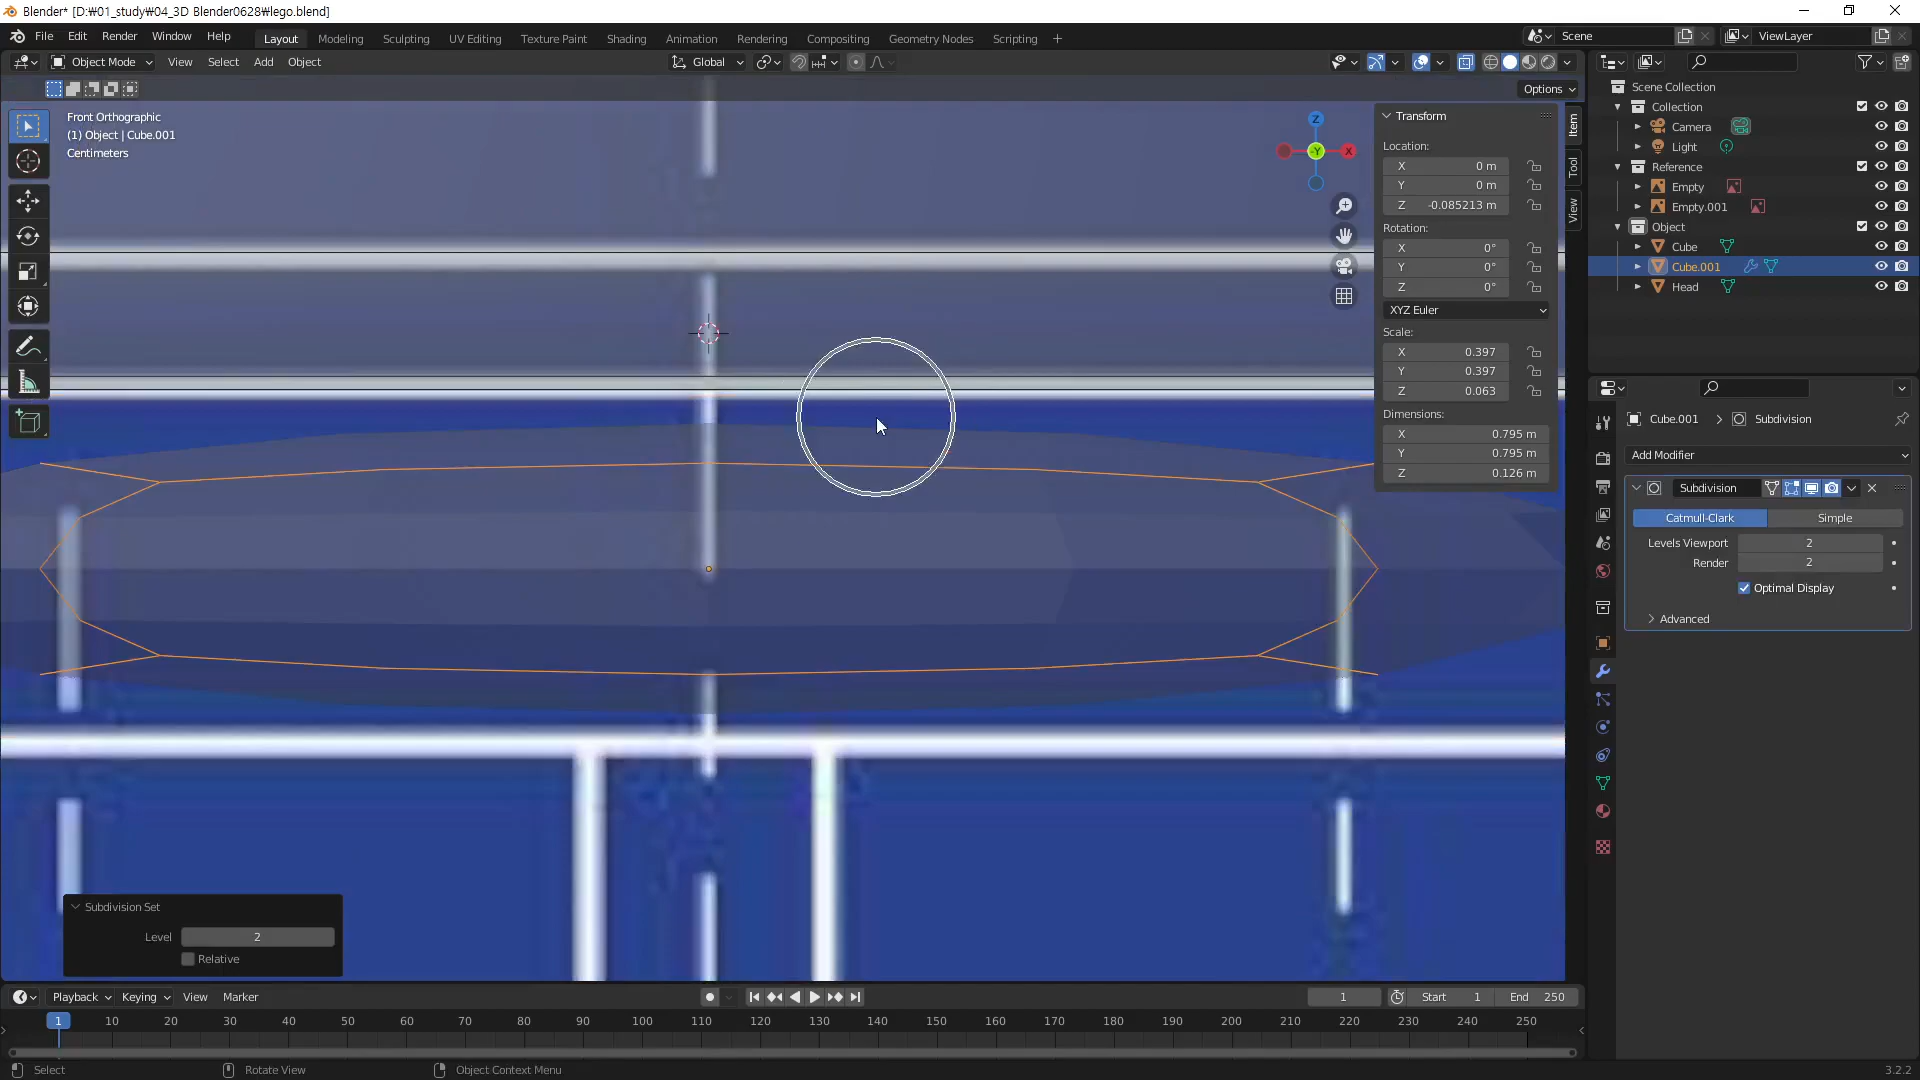 Blender* [D:₩01_study₩04_3D Blender0628₩lego.blend]
File Edit Render Window Help Layout Modeling Sculpting UV Editing Texture Paint Shading Animation Rendering Compositing Geometry Nodes Scripting + Scene ViewLayer
Object Mode View Select Add Object Global
Options
Front Orthographic
(1) Object | Cube.001
Centimeters
Z
-Y
X
Transform
Location:
X 0 m
Y 0 m
Z -0.085213 m
Rotation:
X 0°
Y 0°
Z 0°
XYZ Euler
Scale:
X 0.397
Y 0.397
Z 0.063
Dimensions:
X 0.795 m
Y 0.795 m
Z 0.126 m
Item
Tool
View
Scene Collection
Collection
Camera
Light
Reference
Empty
Empty.001
Object
Cube
Cube.001
Head
Cube.001 > Subdivision
Add Modifier
Subdivision
Catmull-Clark Simple
Levels Viewport 2
Render 2
Optimal Display
Advanced
Subdivision Set
Level 2
Relative
Playback Keying View Marker 1 Start 1 End 250
1 10 20 30 40 50 60 70 80 90 100 110 120 130 140 150 160 170 180 190 200 210 220 230 240 250
Select Rotate View Object Context Menu 3.2.2